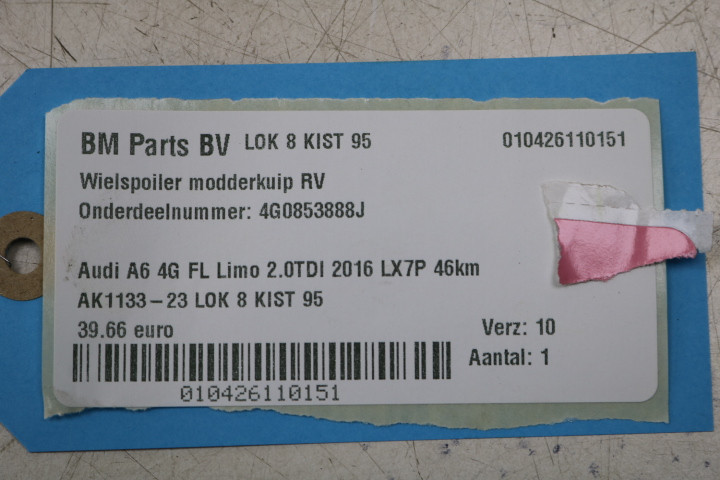 BM Parts BV LOK 8 KIST 95 010426110151
Wielspoiler modderkuip RV
Onderdeelnummer: 4G0853888J
Audi A6 4G FL Limo 2.0TDI 2016 LX7P 46km
AK1133-23 LOK 8 KIST 95
39.66 euro Verz: 10
Aantal: 1
010426110151